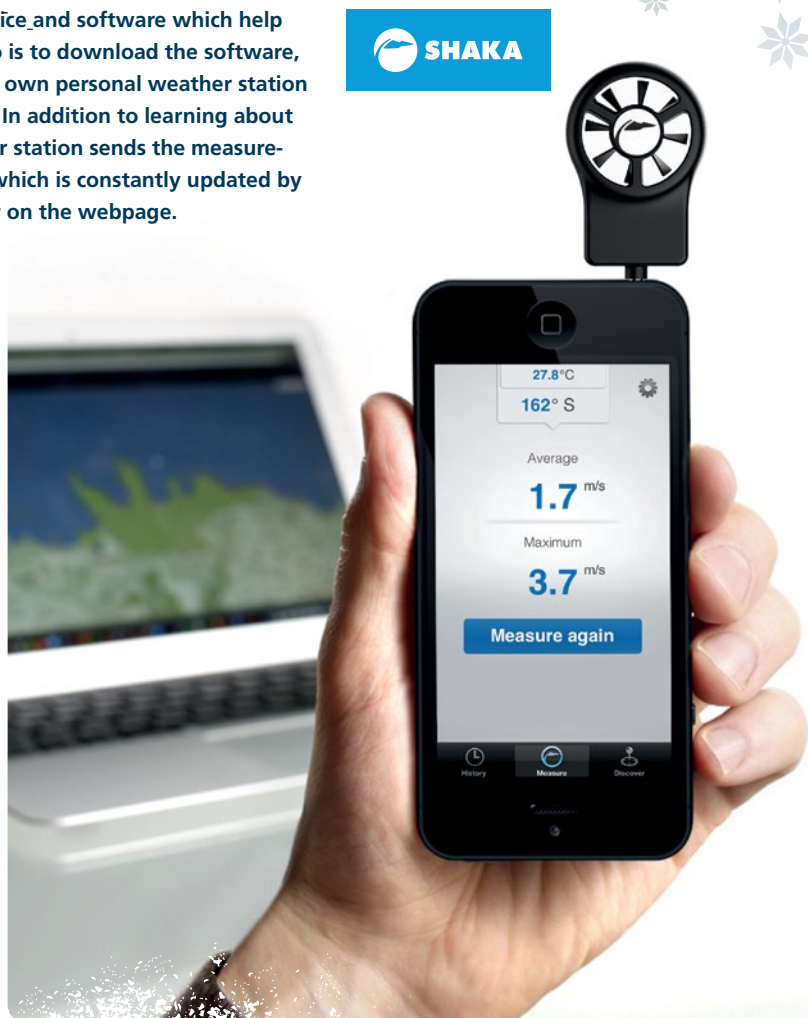 ice and software which help
o is to download the software,
own personal weather station
In addition to learning about
r station sends the measure-
which is constantly updated by
on the webpage.
SHAKA
27.8°C
162° S
Average
1.7 m/s
Maximum
3.7 m/s
Measure again
History
Measure
Discover